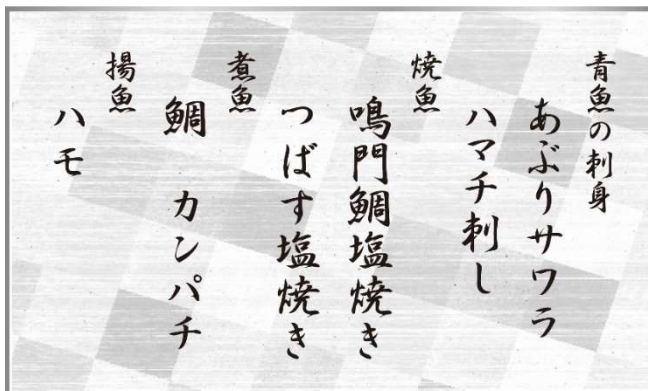 青魚の刺身
あぶりサワラ
ハマチ刺し
焼魚
鳴門鯛塩焼き
つばす塩焼き
煮魚
鯛 カンパチ
揚魚
ハモ